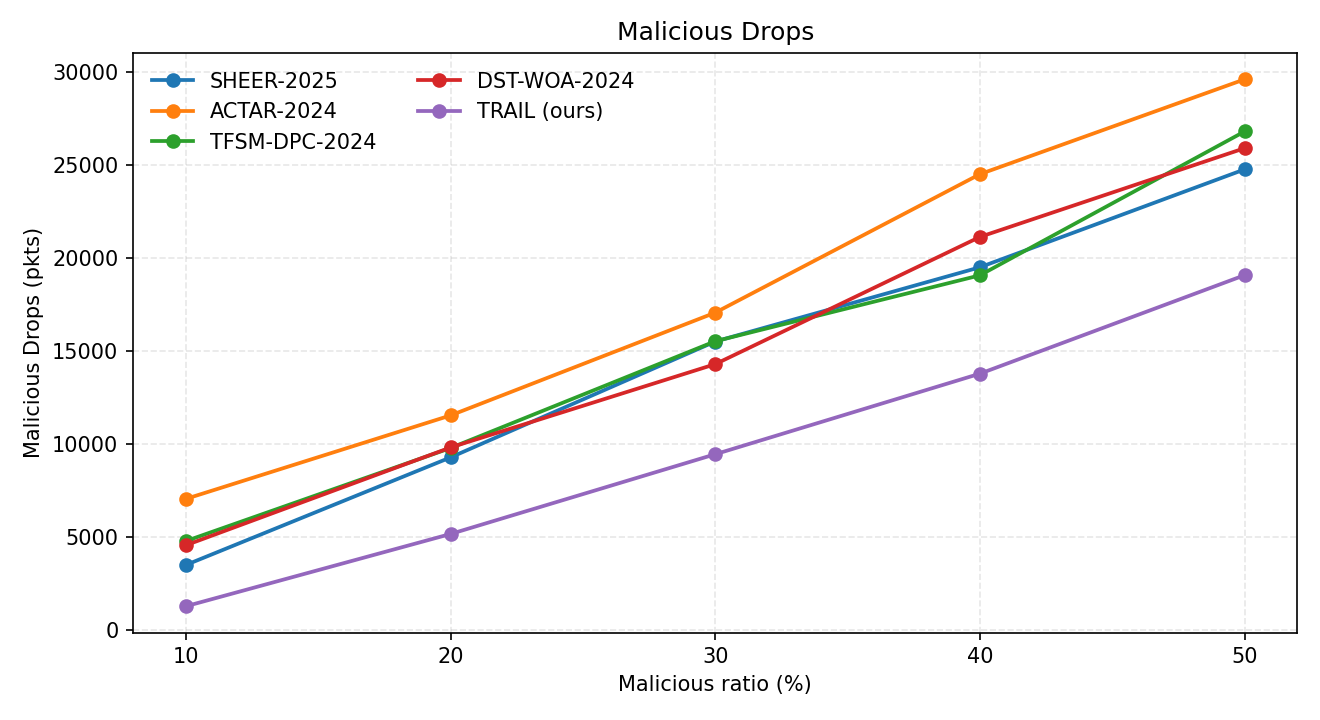 Malicious Drops
SHEER-2025
ACTAR-2024
TFSM-DPC-2024
DST-WOA-2024
TRAIL (ours)
Malicious Drops (pkts)
30000
25000
20000
15000
10000
5000
0
10 20 30 40 50
Malicious ratio (%)